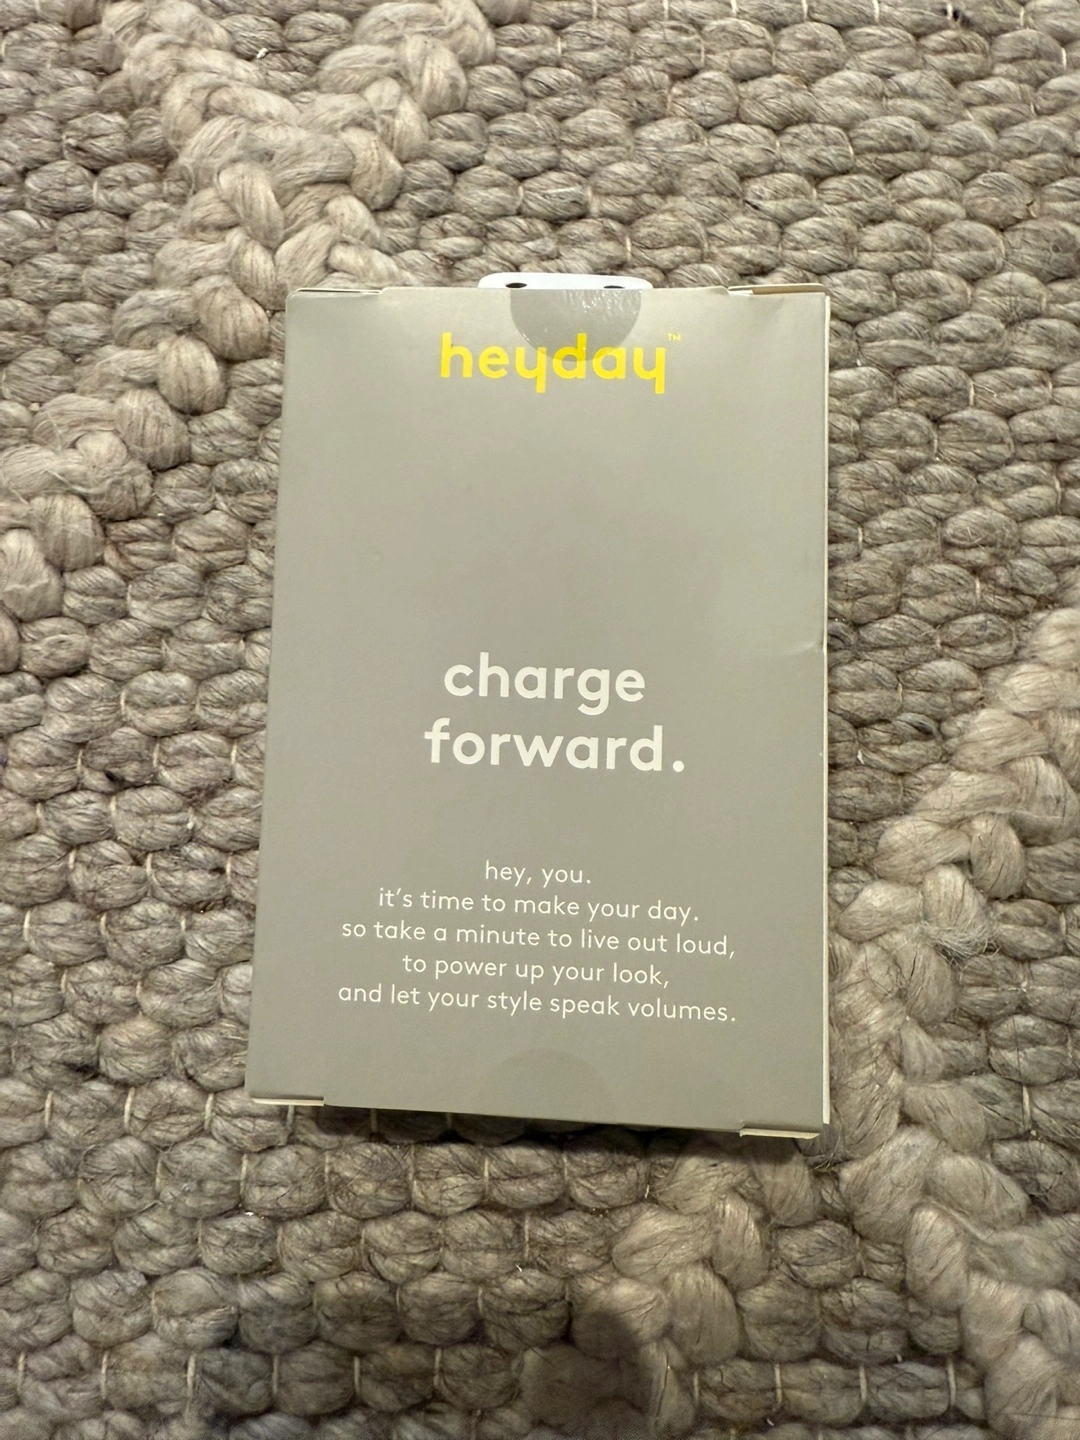 heyday™
charge
forward.
hey, you.
it's time to make your day.
so take a minute to live out loud,
to power up your look,
and let your style speak volumes.